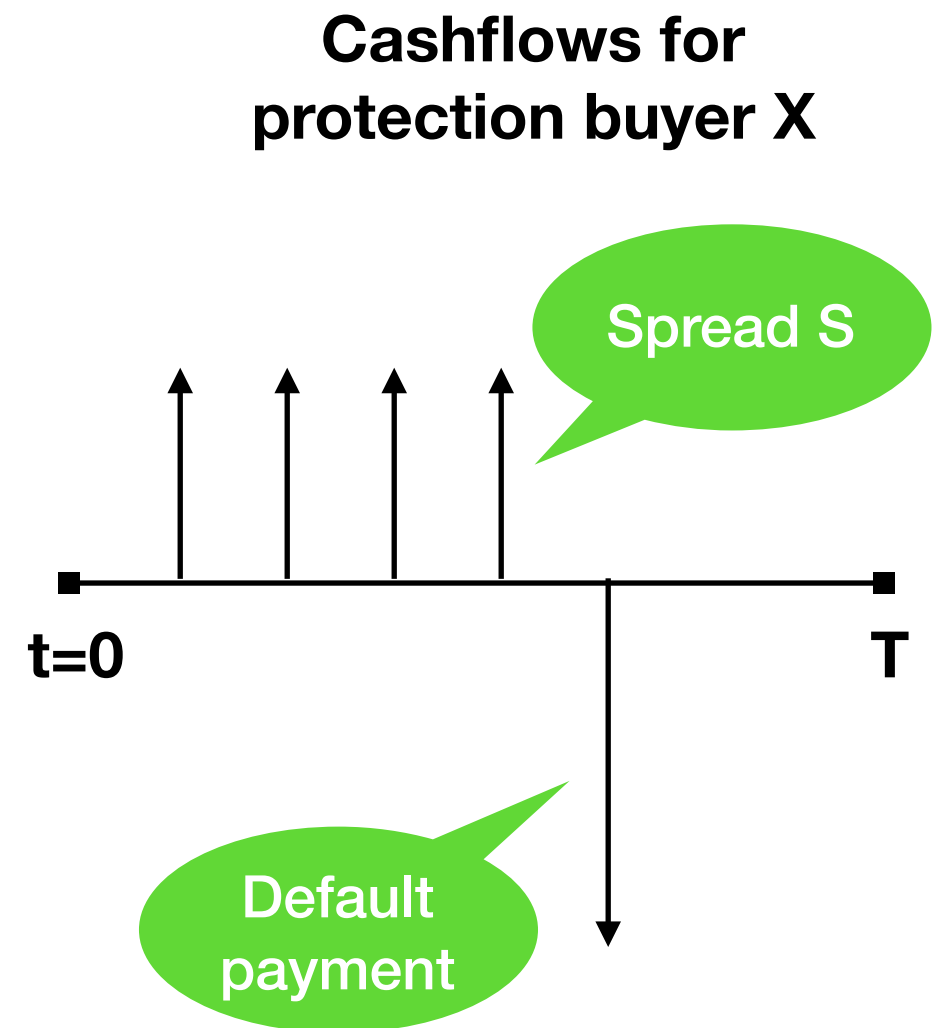 Cashflows for
protection buyer X
Spread S
t=0
T
Default
payment